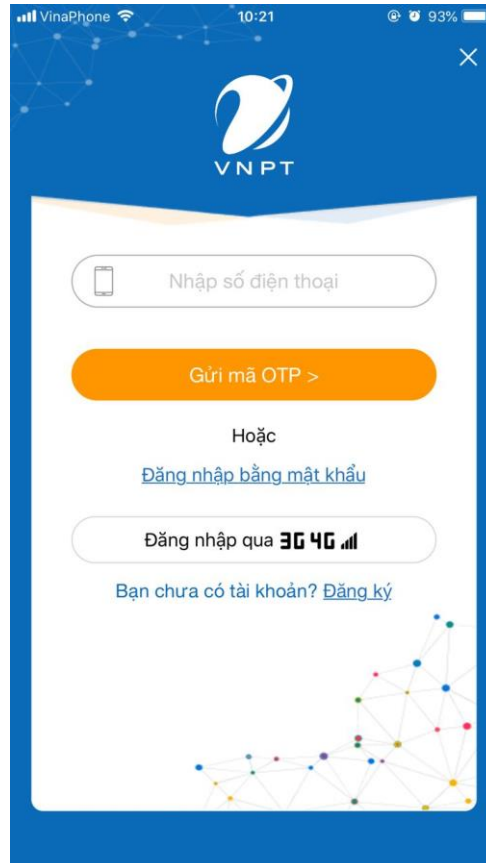 VinaPhone 10:21 93%
VNPT
Nhập số điện thoại
Gửi mã OTP >
Hoặc
Đăng nhập bằng mật khẩu
Đăng nhập qua 3G 4G
Bạn chưa có tài khoản? Đăng ký